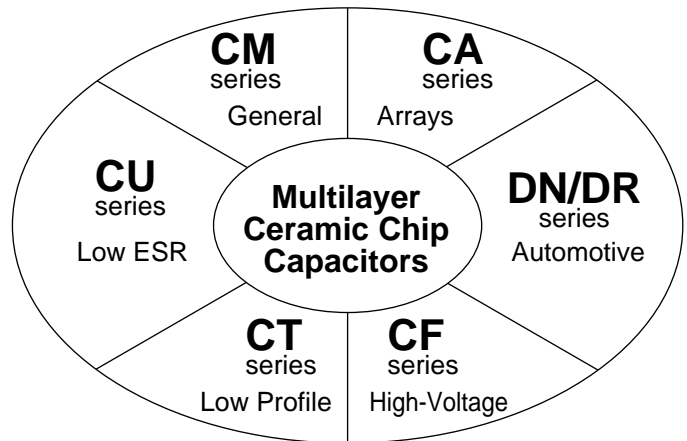 CM
series
General
CA
series
Arrays
CU
series
Low ESR
Multilayer
Ceramic Chip
Capacitors
DN/DR
series
Automotive
CT
series
Low Profile
CF
series
High-Voltage